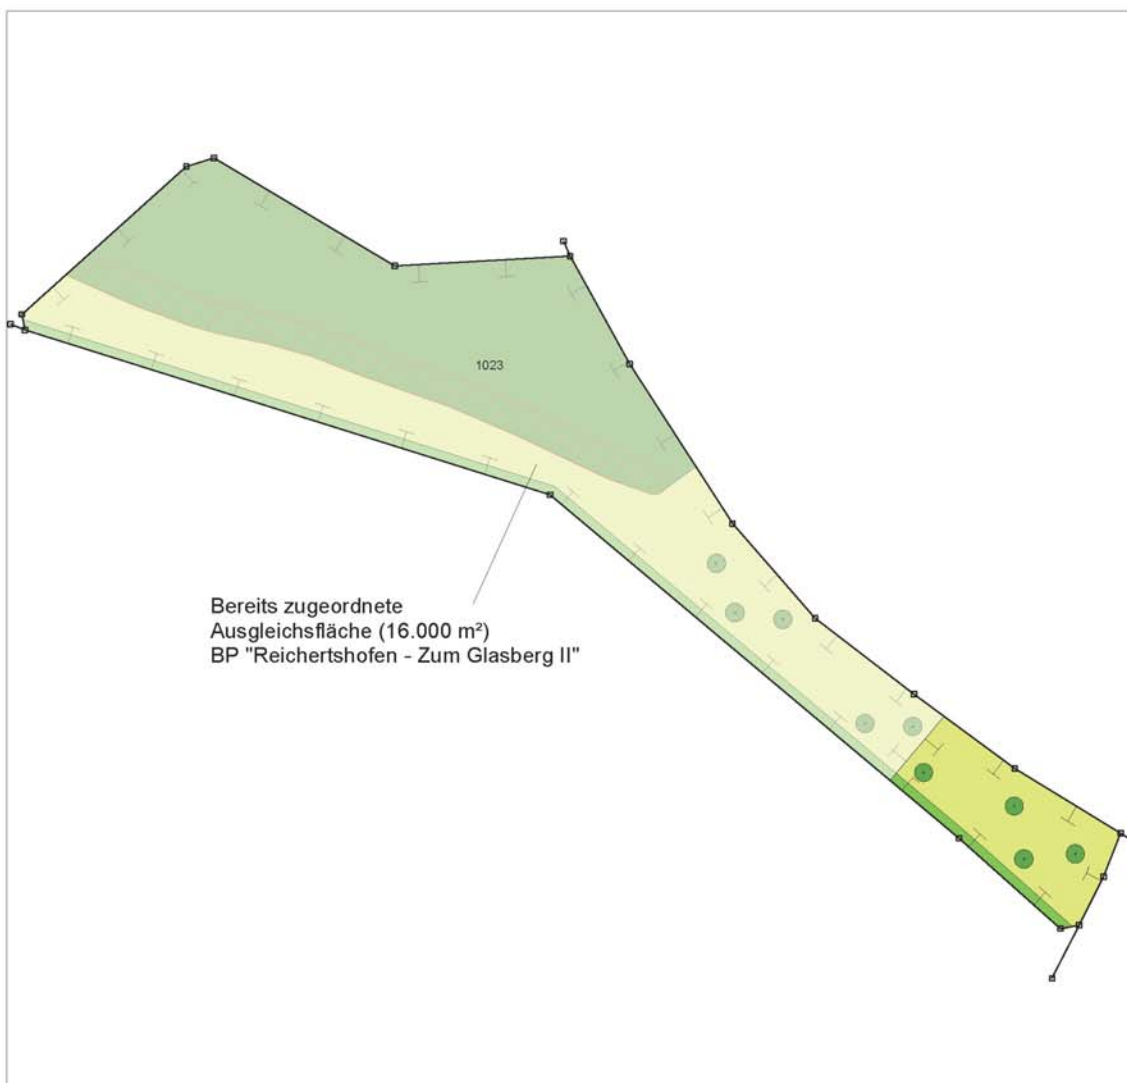 1023
Bereits zugeordnete
Ausgleichsfläche (16.000 m²)
BP "Reichertshofen - Zum Glasberg II"